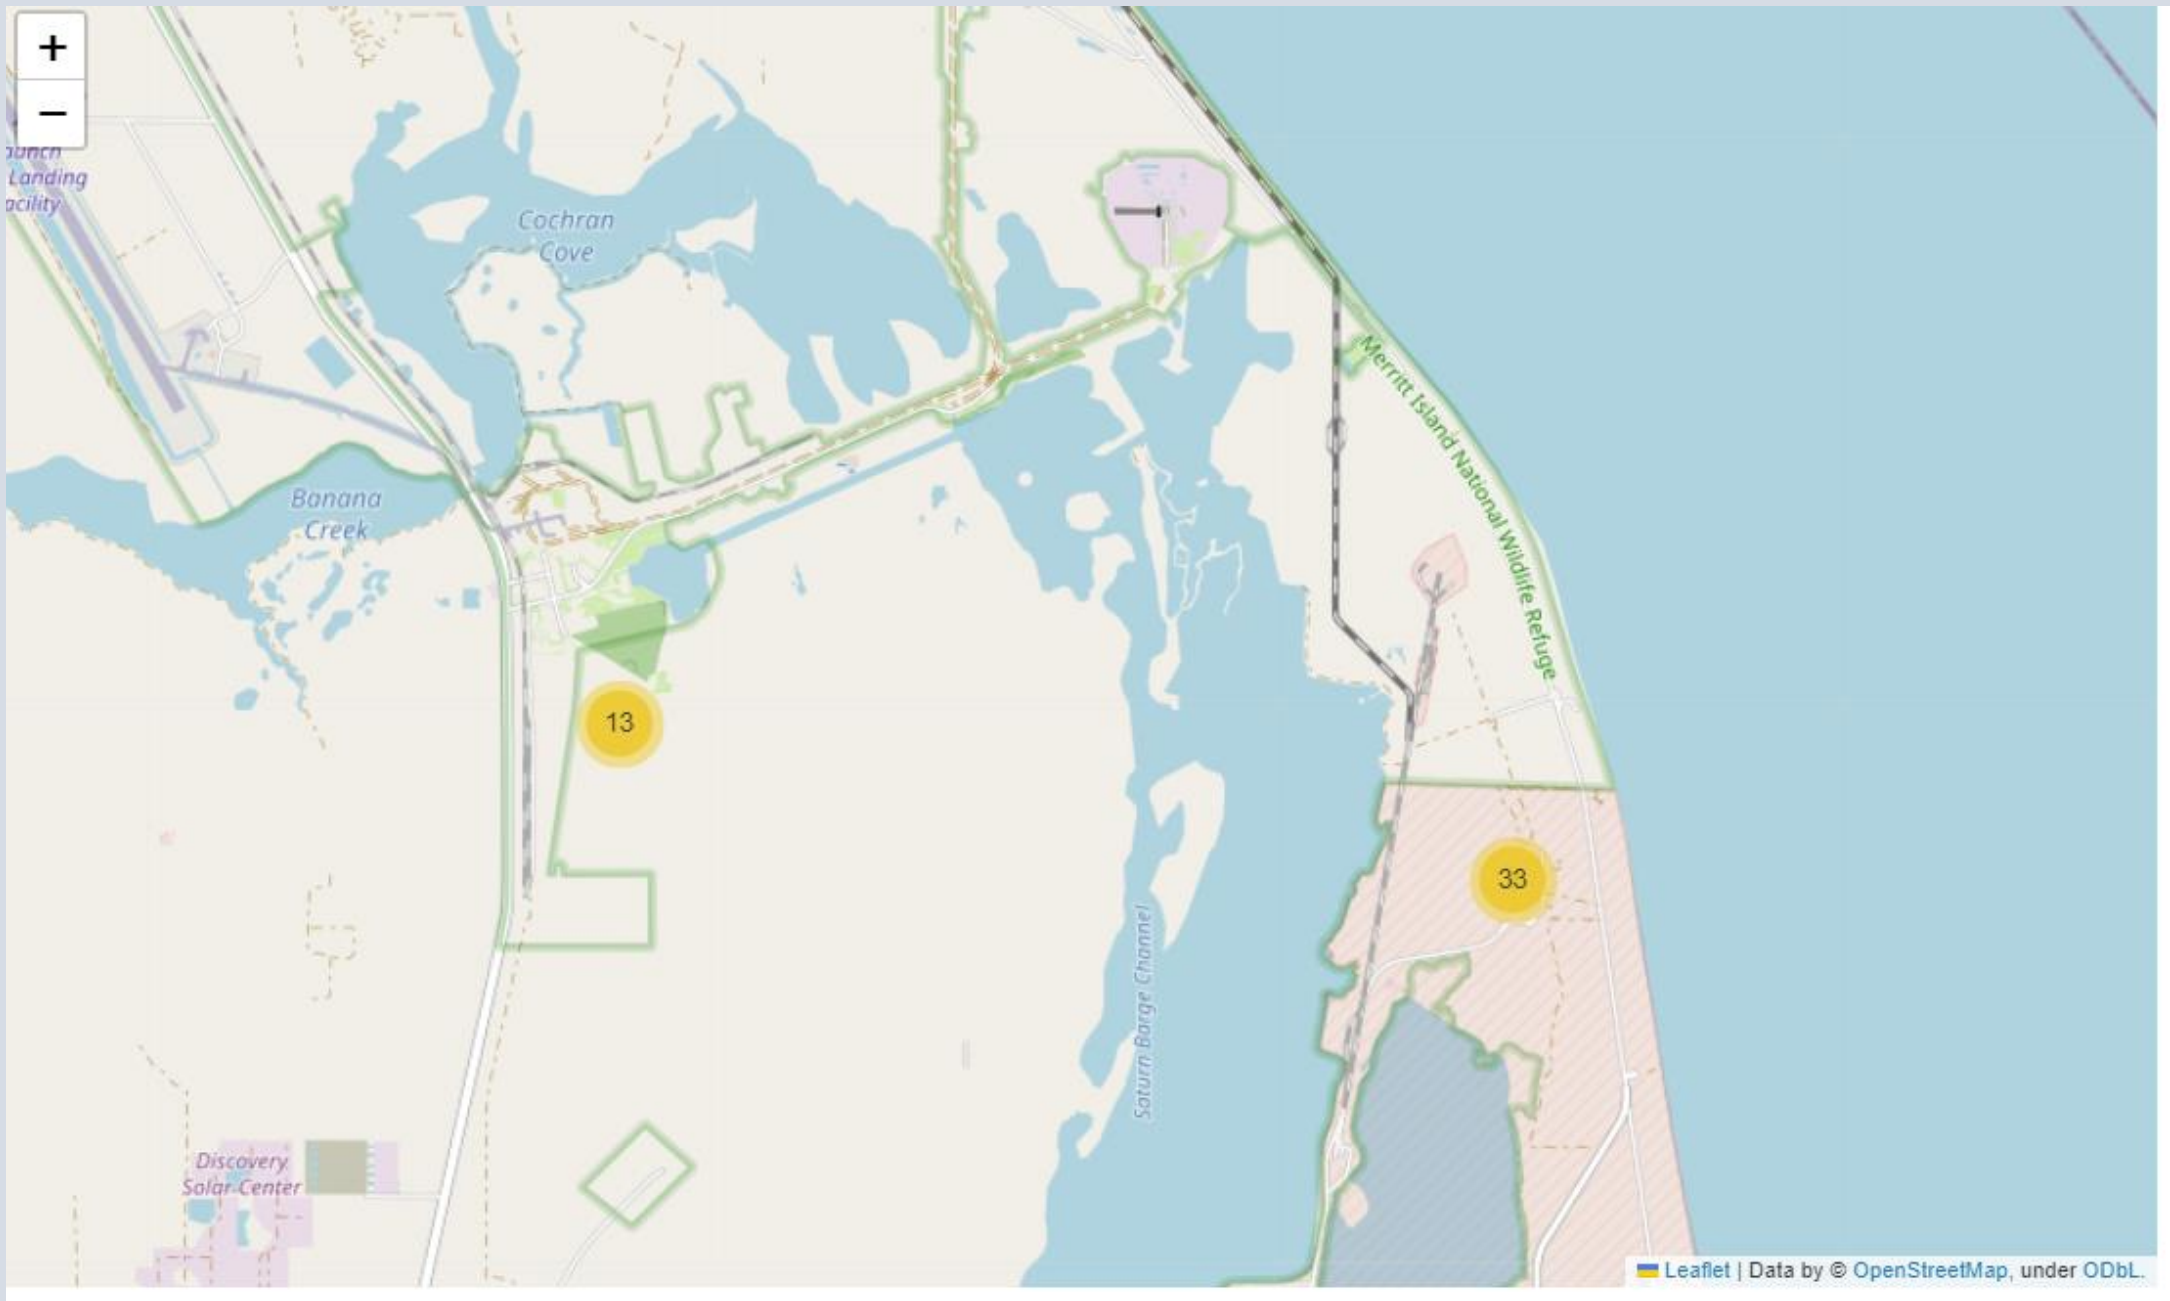 +
−
Landing
Cochran
Cove
Merritt Island National Wildlife Refuge
Banana
Creek
13
33
Saturn Barge Channel
Discovery
Solar Center
Leaflet | Data by © OpenStreetMap, under ODbL.